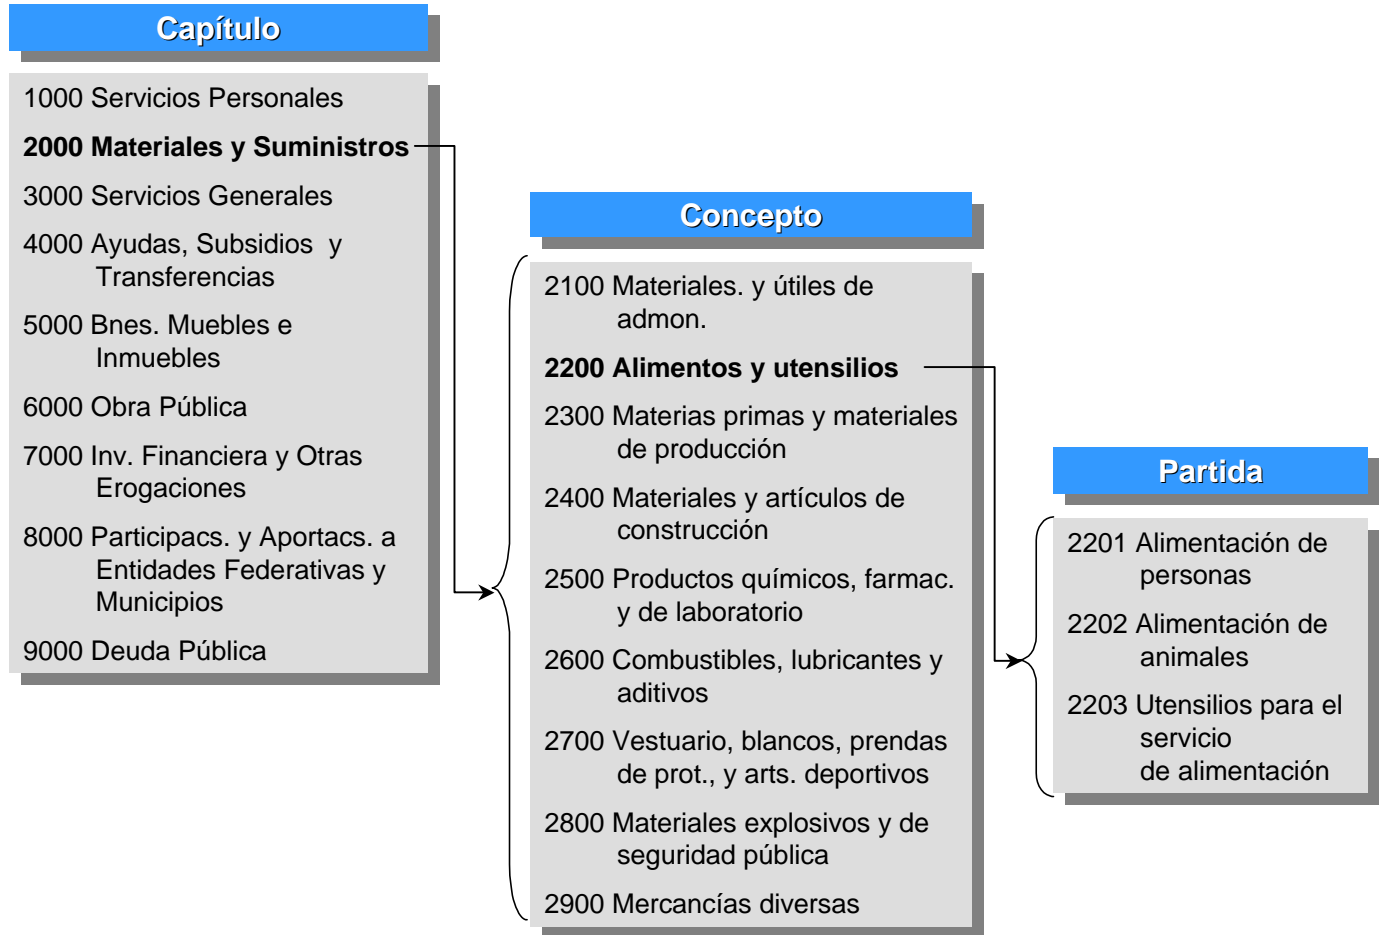 Capítulo
1000 Servicios Personales
2000 Materiales y Suministros
3000 Servicios Generales
4000 Ayudas, Subsidios y
Transferencias
5000 Bnes. Muebles e
Inmuebles
6000 Obra Pública
7000 Inv. Financiera y Otras
Erogaciones
8000 Participacs. y Aportacs. a
Entidades Federativas y
Municipios
9000 Deuda Pública
Concepto
2100 Materiales. y útiles de
admon.
2200 Alimentos y utensilios
2300 Materias primas y materiales
de producción
2400 Materiales y artículos de
construcción
2500 Productos químicos, farmac.
y de laboratorio
2600 Combustibles, lubricantes y
aditivos
2700 Vestuario, blancos, prendas
de prot., y arts. deportivos
2800 Materiales explosivos y de
seguridad pública
2900 Mercancías diversas
Partida
2201 Alimentación de
personas
2202 Alimentación de
animales
2203 Utensilios para el
servicio
de alimentación